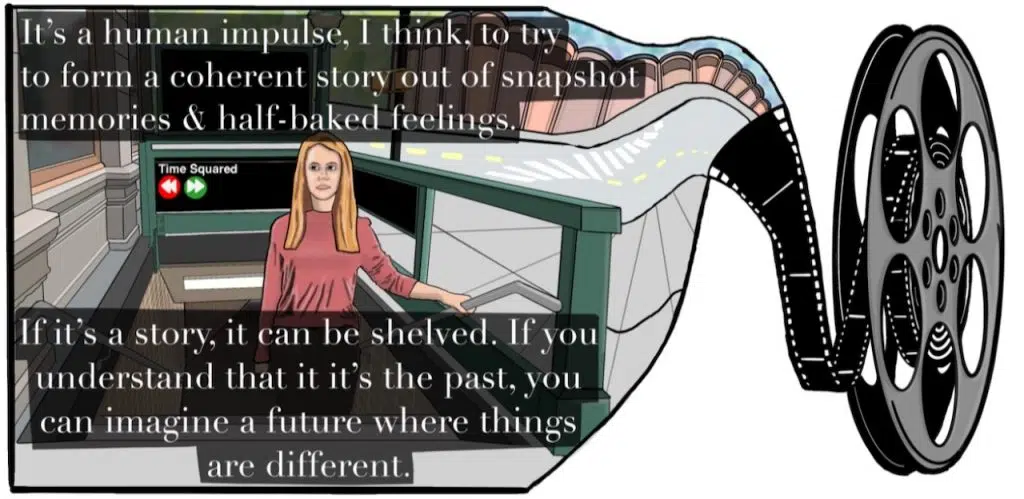 It's a human impulse, I think, to try
to form a coherent story out of snapshot
memories & half-baked feelings.
Time Squared
If it's a story, it can be shelved. If you
understand that it it's the past, you
can imagine a future where things
are different.